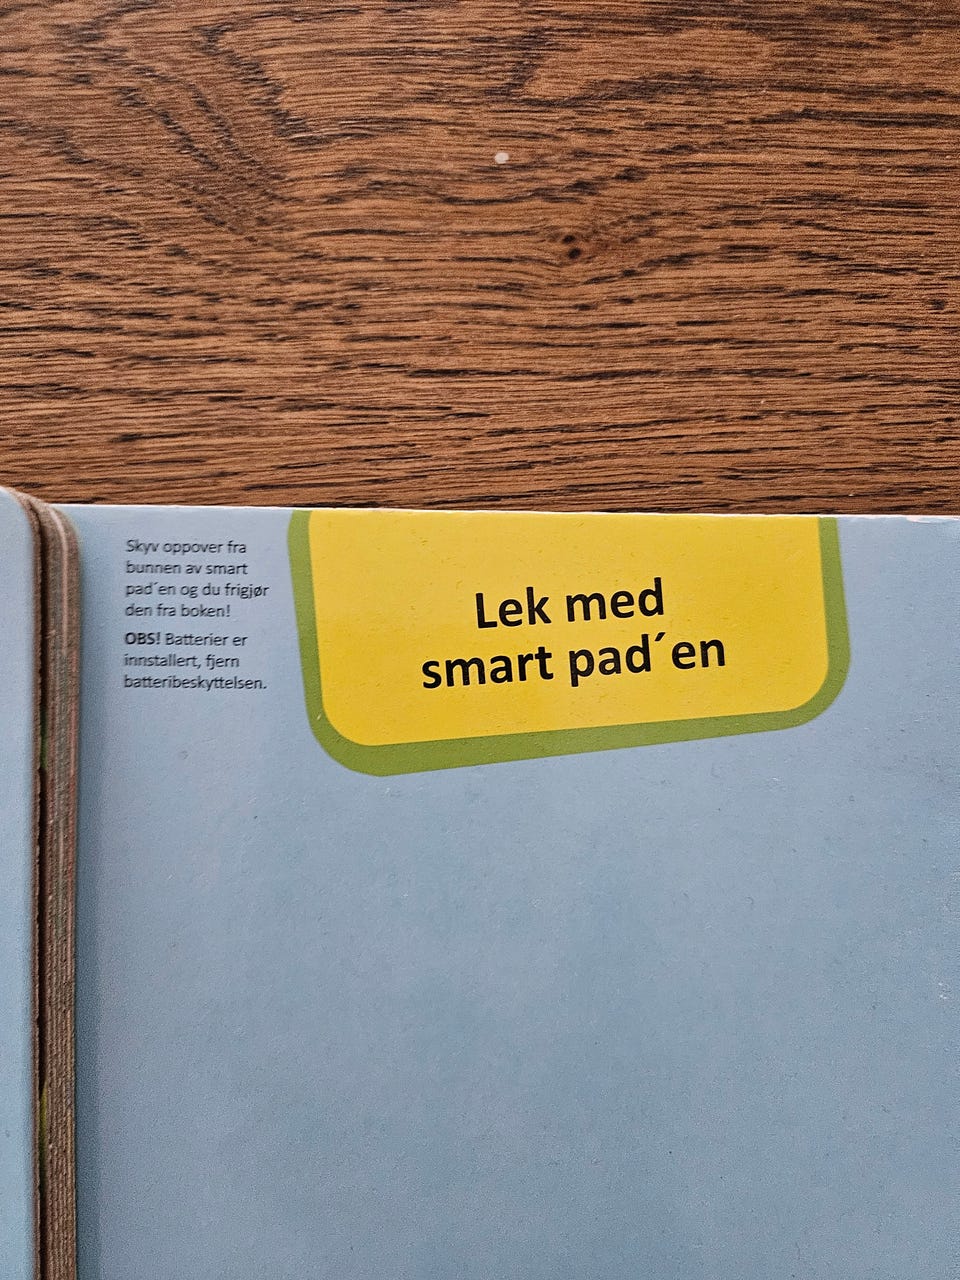 Skyv oppover fra
bunnen av smart
pad´en og du frigjør
den fra boken!
OBS! Batterier er
innstallert, fjern
batteribeskyttelsen.
Lek med
smart pad´en